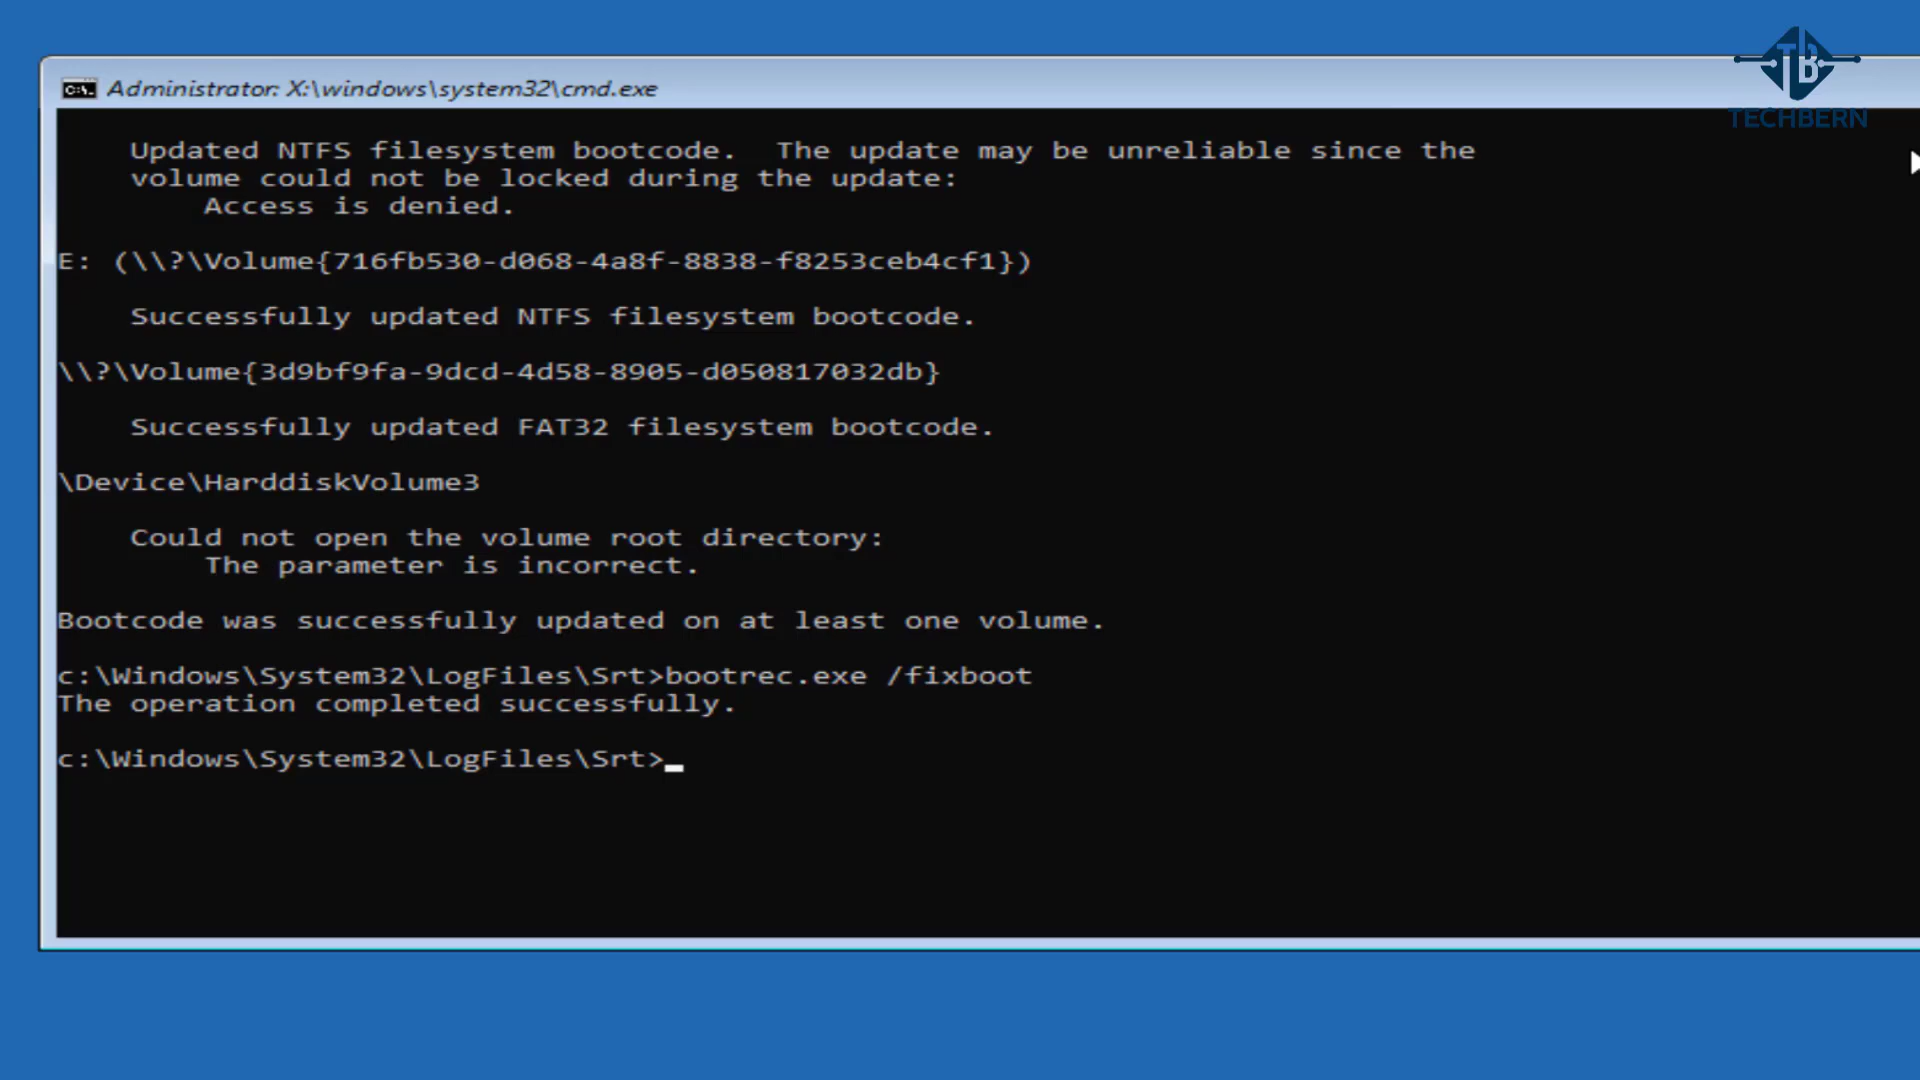 TB
TECHBERN
C:\. Administrator: X:\windows\system32\cmd.exe
Updated NTFS filesystem bootcode.  The update may be unreliable since the
volume could not be locked during the update:
Access is denied.
E: (\\?\Volume{716fb530-d068-4a8f-8838-f8253ceb4cf1})
Successfully updated NTFS filesystem bootcode.
\\?\Volume{3d9bf9fa-9dcd-4d58-8905-d050817032db}
Successfully updated FAT32 filesystem bootcode.
\Device\HarddiskVolume3
Could not open the volume root directory:
The parameter is incorrect.
Bootcode was successfully updated on at least one volume.
c:\Windows\System32\LogFiles\Srt>bootrec.exe /fixboot
The operation completed successfully.
c:\Windows\System32\LogFiles\Srt>_